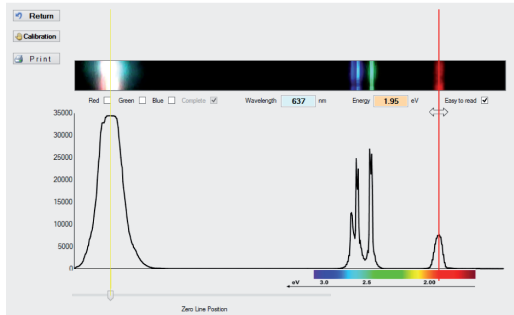 Return
Calibration
Print
Red Green Blue Complete Wavelength 637 nm Energy 1.95 eV Easy to read
35000
30000
25000
20000
15000
10000
5000
0
eV 3.0 2.5 2.00
Zero Line Position